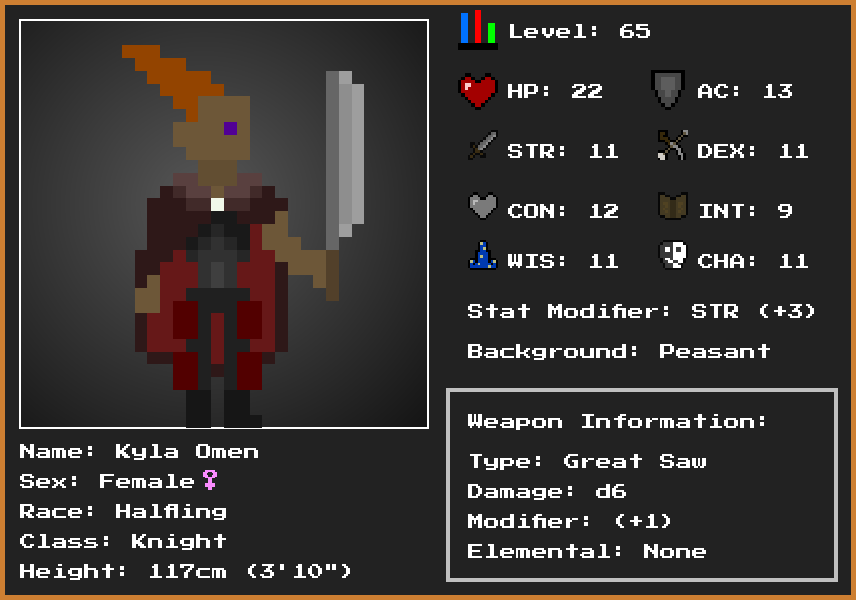 Level: 65
HP: 22 AC: 13
STR: 11 DEX: 11
CON: 12 INT: 9
WIS: 11 CHA: 11
Stat Modifier: STR (+3)
Background: Peasant
Weapon Information:
Type: Great Saw
Damage: d6
Modifier: (+1)
Elemental: None
Name: Kyla Omen
Sex: Female♀
Race: Halfling
Class: Knight
Height: 117cm (3'10")